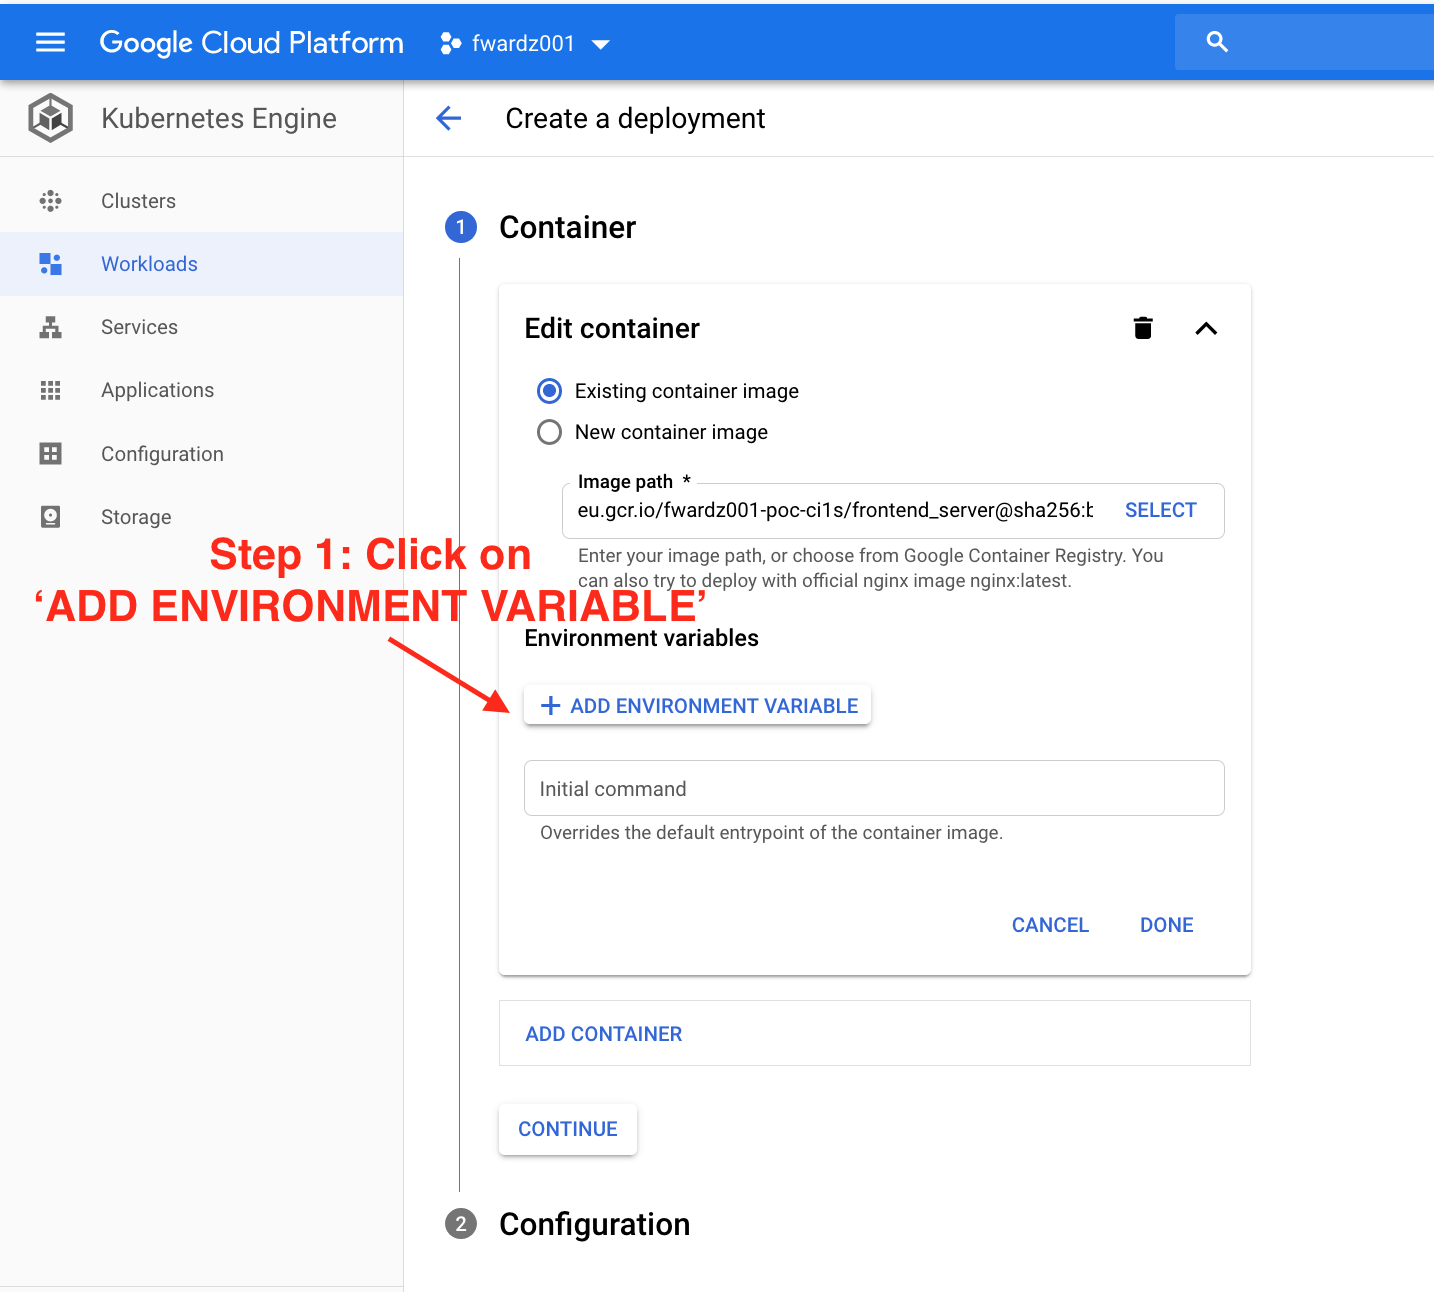 Google Cloud Platform
fwardz001
Kubernetes Engine
Create a deployment
Clusters
Workloads
Services
Applications
Configuration
Storage
1 Container
Edit container
Existing container image
New container image
Image path *
eu.gcr.io/fwardz001-poc-ci1s/frontend_server@sha256:b
SELECT
Enter your image path, or choose from Google Container Registry. You
can also try to deploy with official nginx image nginx:latest.
Step 1: Click on
‘ADD ENVIRONMENT VARIABLE’
Environment variables
ADD ENVIRONMENT VARIABLE
Initial command
Overrides the default entrypoint of the container image.
CANCEL
DONE
ADD CONTAINER
CONTINUE
2 Configuration